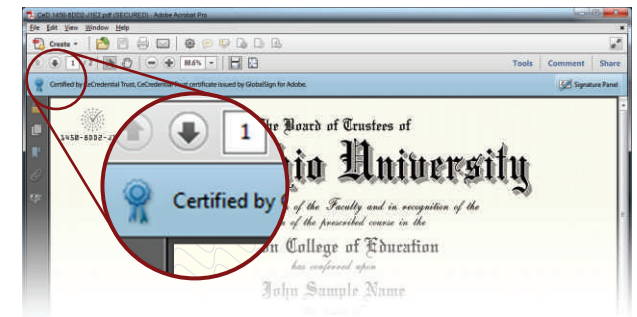 CeD-1458-8DD2-J1E2.pdf (SECURED) - Adobe Acrobat Pro
File Edit View Window Help
Create
1 88.6%
Tools Comment Share
Certified by CeCredential Trust, CeCredential Trust certificate issued by GlobalSign for Adobe.
Signature Panel
1458-8DD2-J1
1
Certified by
The Board of Trustees of
hio University
of the Faculty and in recognition of the
of the prescribed course in the
n College of Education
has conferred upon
John Sample Name